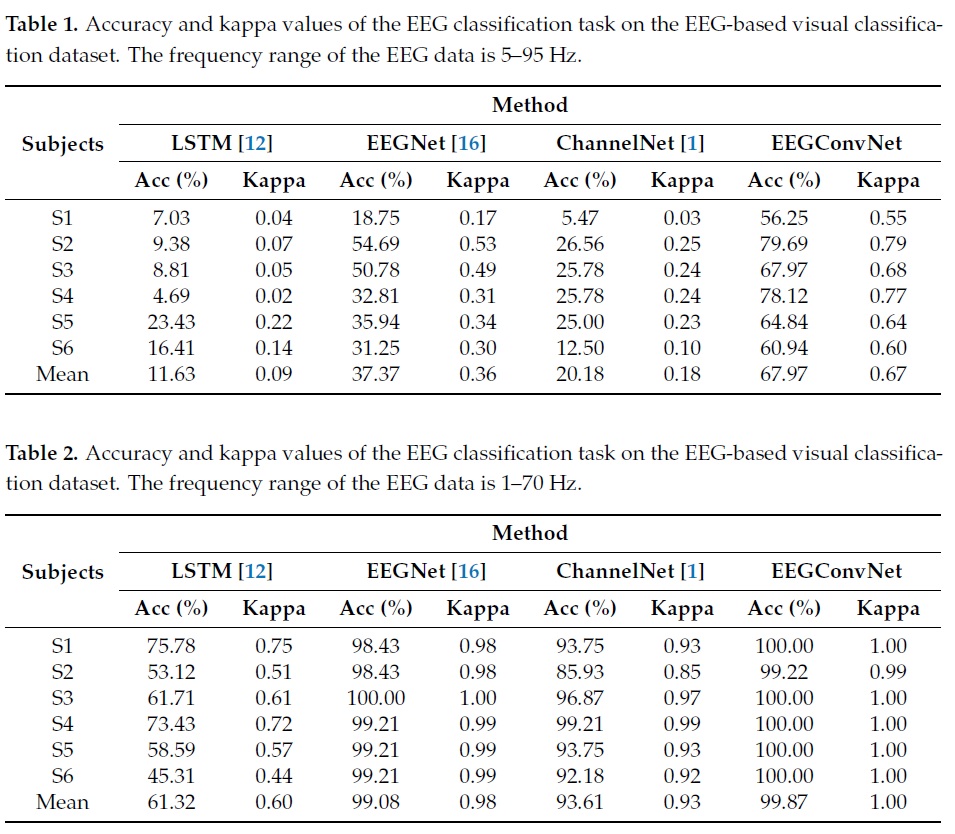 Table 1. Accuracy and kappa values of the EEG classification task on the EEG-based visual classifica-
tion dataset. The frequency range of the EEG data is 5–95 Hz.
Method
Subjects LSTM [12] EEGNet [16] ChannelNet [1] EEGConvNet
Acc (%) Kappa Acc (%) Kappa Acc (%) Kappa Acc (%) Kappa
S1 7.03 0.04 18.75 0.17 5.47 0.03 56.25 0.55
S2 9.38 0.07 54.69 0.53 26.56 0.25 79.69 0.79
S3 8.81 0.05 50.78 0.49 25.78 0.24 67.97 0.68
S4 4.69 0.02 32.81 0.31 25.78 0.24 78.12 0.77
S5 23.43 0.22 35.94 0.34 25.00 0.23 64.84 0.64
S6 16.41 0.14 31.25 0.30 12.50 0.10 60.94 0.60
Mean 11.63 0.09 37.37 0.36 20.18 0.18 67.97 0.67
Table 2. Accuracy and kappa values of the EEG classification task on the EEG-based visual classifica-
tion dataset. The frequency range of the EEG data is 1–70 Hz.
Method
Subjects LSTM [12] EEGNet [16] ChannelNet [1] EEGConvNet
Acc (%) Kappa Acc (%) Kappa Acc (%) Kappa Acc (%) Kappa
S1 75.78 0.75 98.43 0.98 93.75 0.93 100.00 1.00
S2 53.12 0.51 98.43 0.98 85.93 0.85 99.22 0.99
S3 61.71 0.61 100.00 1.00 96.87 0.97 100.00 1.00
S4 73.43 0.72 99.21 0.99 99.21 0.99 100.00 1.00
S5 58.59 0.57 99.21 0.99 93.75 0.93 100.00 1.00
S6 45.31 0.44 99.21 0.99 92.18 0.92 100.00 1.00
Mean 61.32 0.60 99.08 0.98 93.61 0.93 99.87 1.00